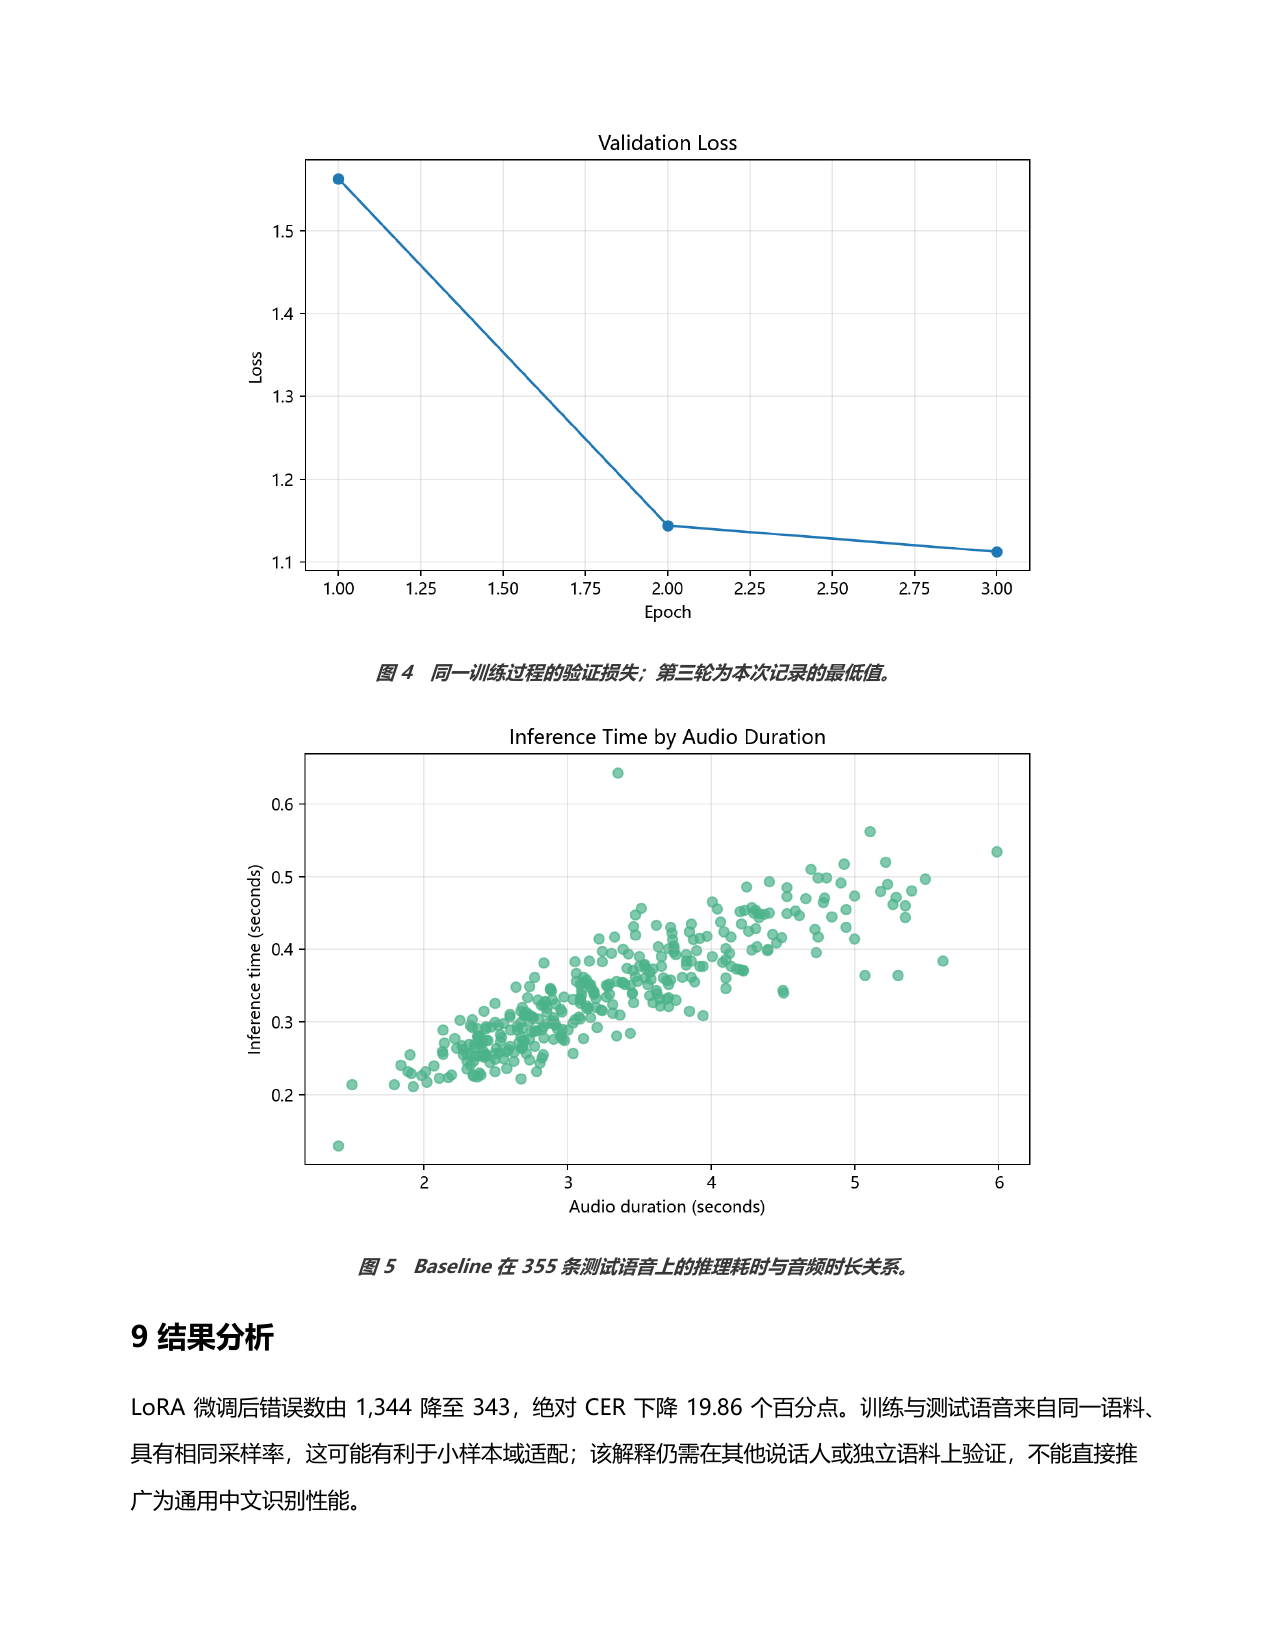 Validation Loss
1.5
1.4
1.3
1.2
1.1
Loss
1.00 1.25 1.50 1.75 2.00 2.25 2.50 2.75 3.00
Epoch
图 4 同一训练过程的验证损失；第三轮为本次记录的最低值。
Inference Time by Audio Duration
0.6
0.5
0.4
0.3
0.2
Inference time (seconds)
2 3 4 5 6
Audio duration (seconds)
图 5 Baseline 在 355 条测试语音上的推理耗时与音频时长关系。
9 结果分析
LoRA 微调后错误数由 1,344 降至 343，绝对 CER 下降 19.86 个百分点。训练与测试语音来自同一语料、
具有相同采样率，这可能有利于小样本域适配；该解释仍需在其他说话人或独立语料上验证，不能直接推
广为通用中文识别性能。